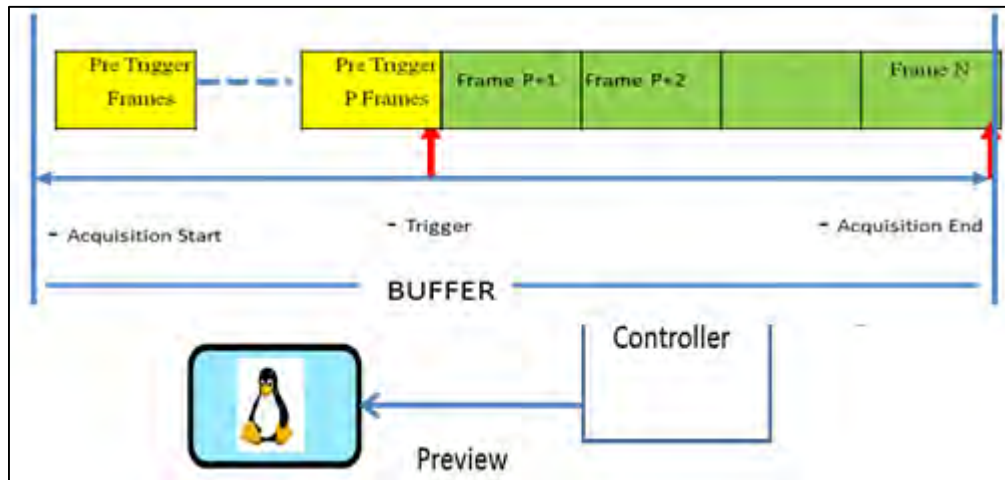 Pre Trigger
Frames
Pre Trigger
P Frames
Frame P+1
Frame P+2
Frame N
- Acquisition Start
- Trigger
- Acquisition End
BUFFER
Controller
Preview